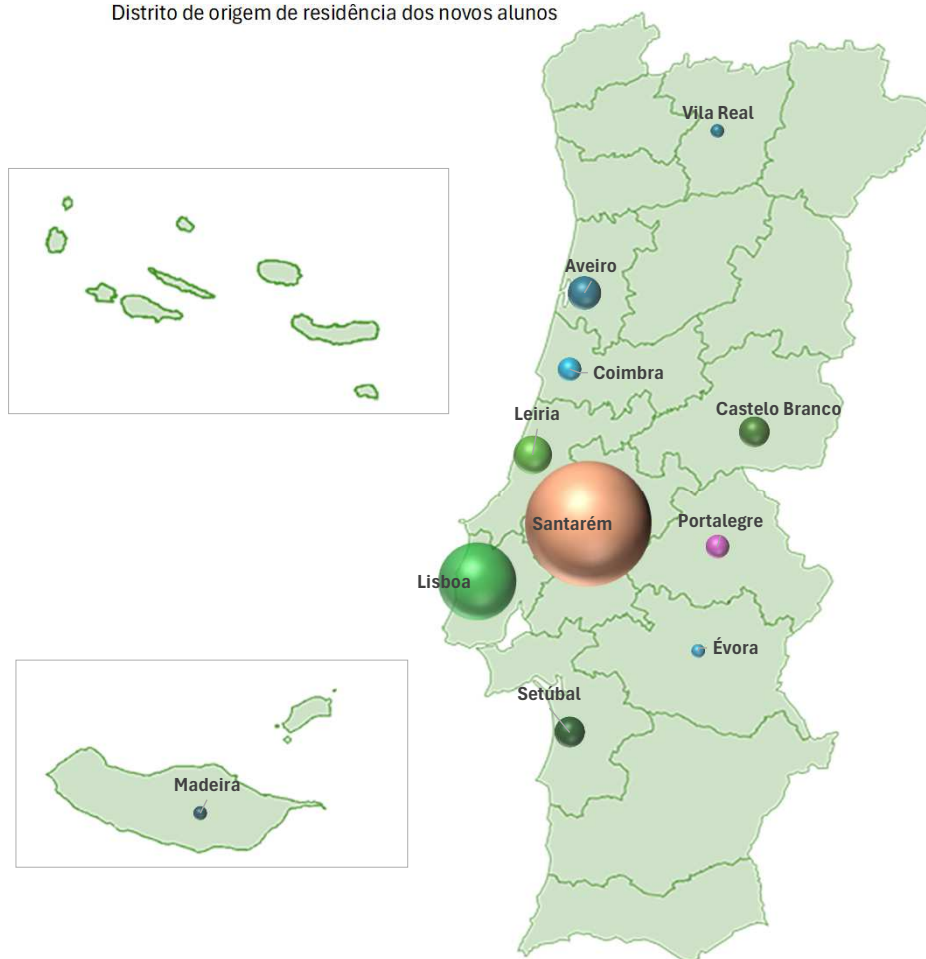 Distrito de origem de residência dos novos alunos
Vila Real
Aveiro
Coimbra
Castelo Branco
Leiria
Santarém
Portalegre
Lisboa
Évora
Setúbal
Madeira